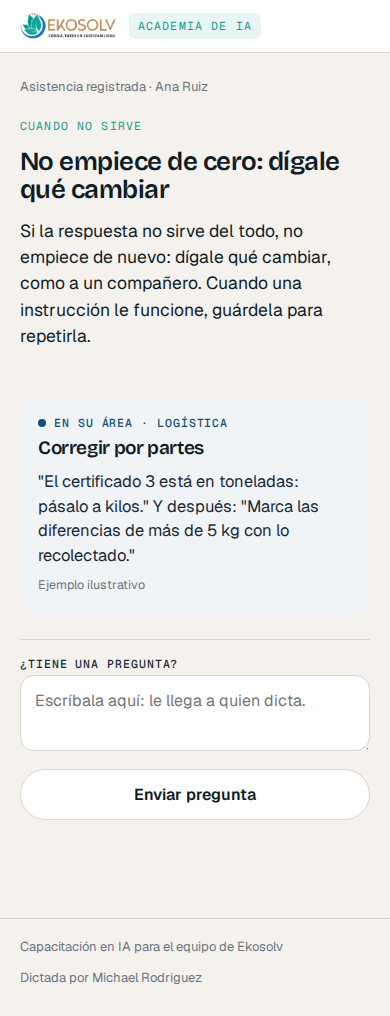 EKOSOLV
ACADEMIA DE IA
Asistencia registrada · Ana Ruiz
CUANDO NO SIRVE
No empiece de cero: dígale
qué cambiar
Si la respuesta no sirve del todo, no
empiece de nuevo: dígale qué cambiar,
como a un compañero. Cuando una
instrucción le funcione, guárdela para
repetirla.
EN SU ÁREA · LOGÍSTICA
Corregir por partes
"El certificado 3 está en toneladas:
pásalo a kilos." Y después: "Marca las
diferencias de más de 5 kg con lo
recolectado."
Ejemplo ilustrativo
¿TIENE UNA PREGUNTA?
Escríbala aquí: le llega a quien dicta.
Enviar pregunta
Capacitación en IA para el equipo de Ekosolv
Dictada por Michael Rodriguez